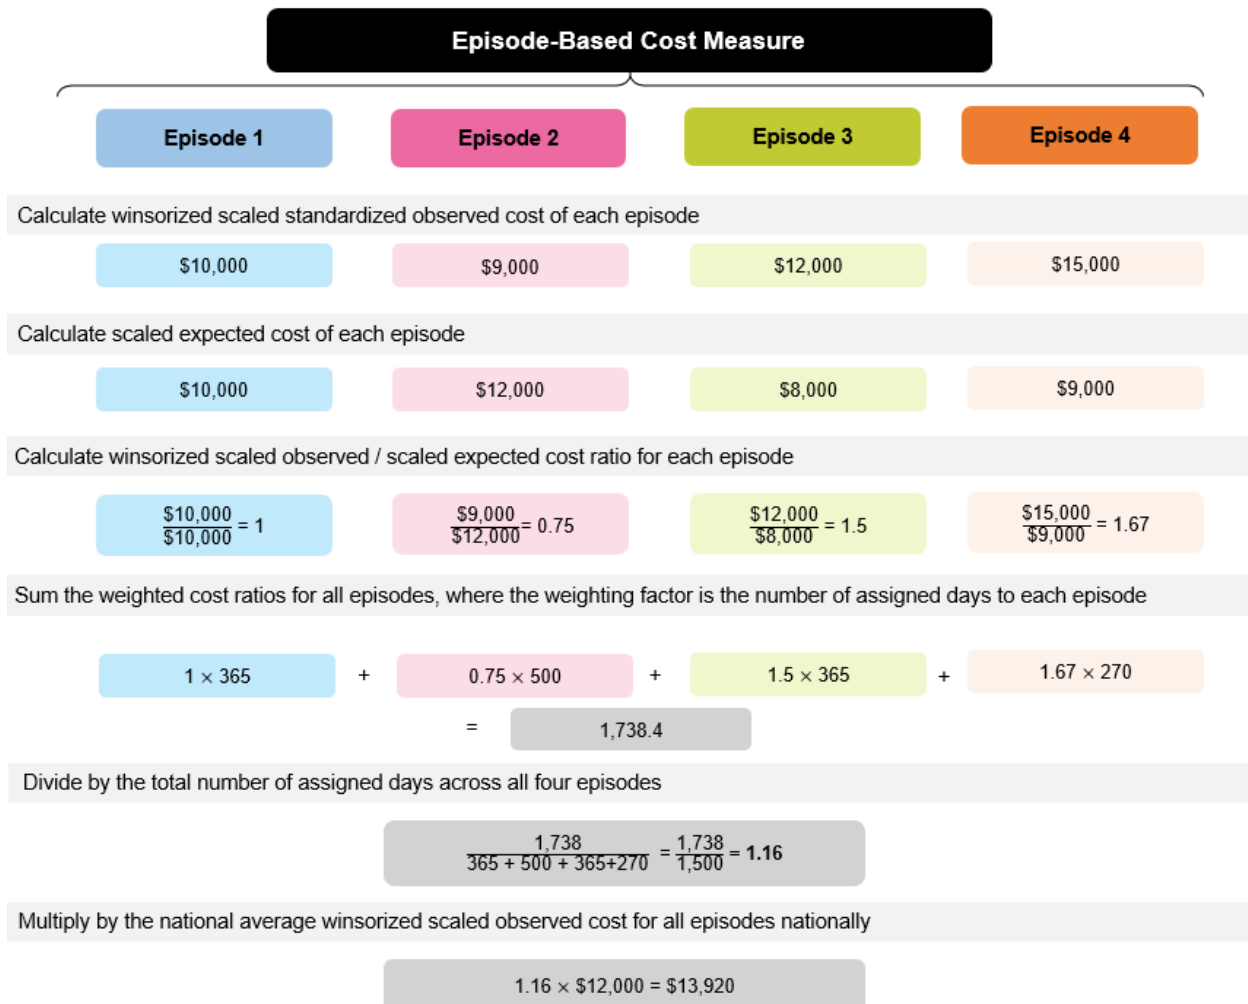 Episode-Based Cost Measure
Episode 1 Episode 2 Episode 3 Episode 4
Calculate winsorized scaled standardized observed cost of each episode
$10,000 $9,000 $12,000 $15,000
Calculate scaled expected cost of each episode
$10,000 $12,000 $8,000 $9,000
Calculate winsorized scaled observed / scaled expected cost ratio for each episode
$10,000 / $10,000 = 1 $9,000 / $12,000 = 0.75 $12,000 / $8,000 = 1.5 $15,000 / $9,000 = 1.67
Sum the weighted cost ratios for all episodes, where the weighting factor is the number of assigned days to each episode
1 × 365 + 0.75 × 500 + 1.5 × 365 + 1.67 × 270
= 1,738.4
Divide by the total number of assigned days across all four episodes
1,738 / 365 + 500 + 365+270 = 1,738 / 1,500 = 1.16
Multiply by the national average winsorized scaled observed cost for all episodes nationally
1.16 × $12,000 = $13,920